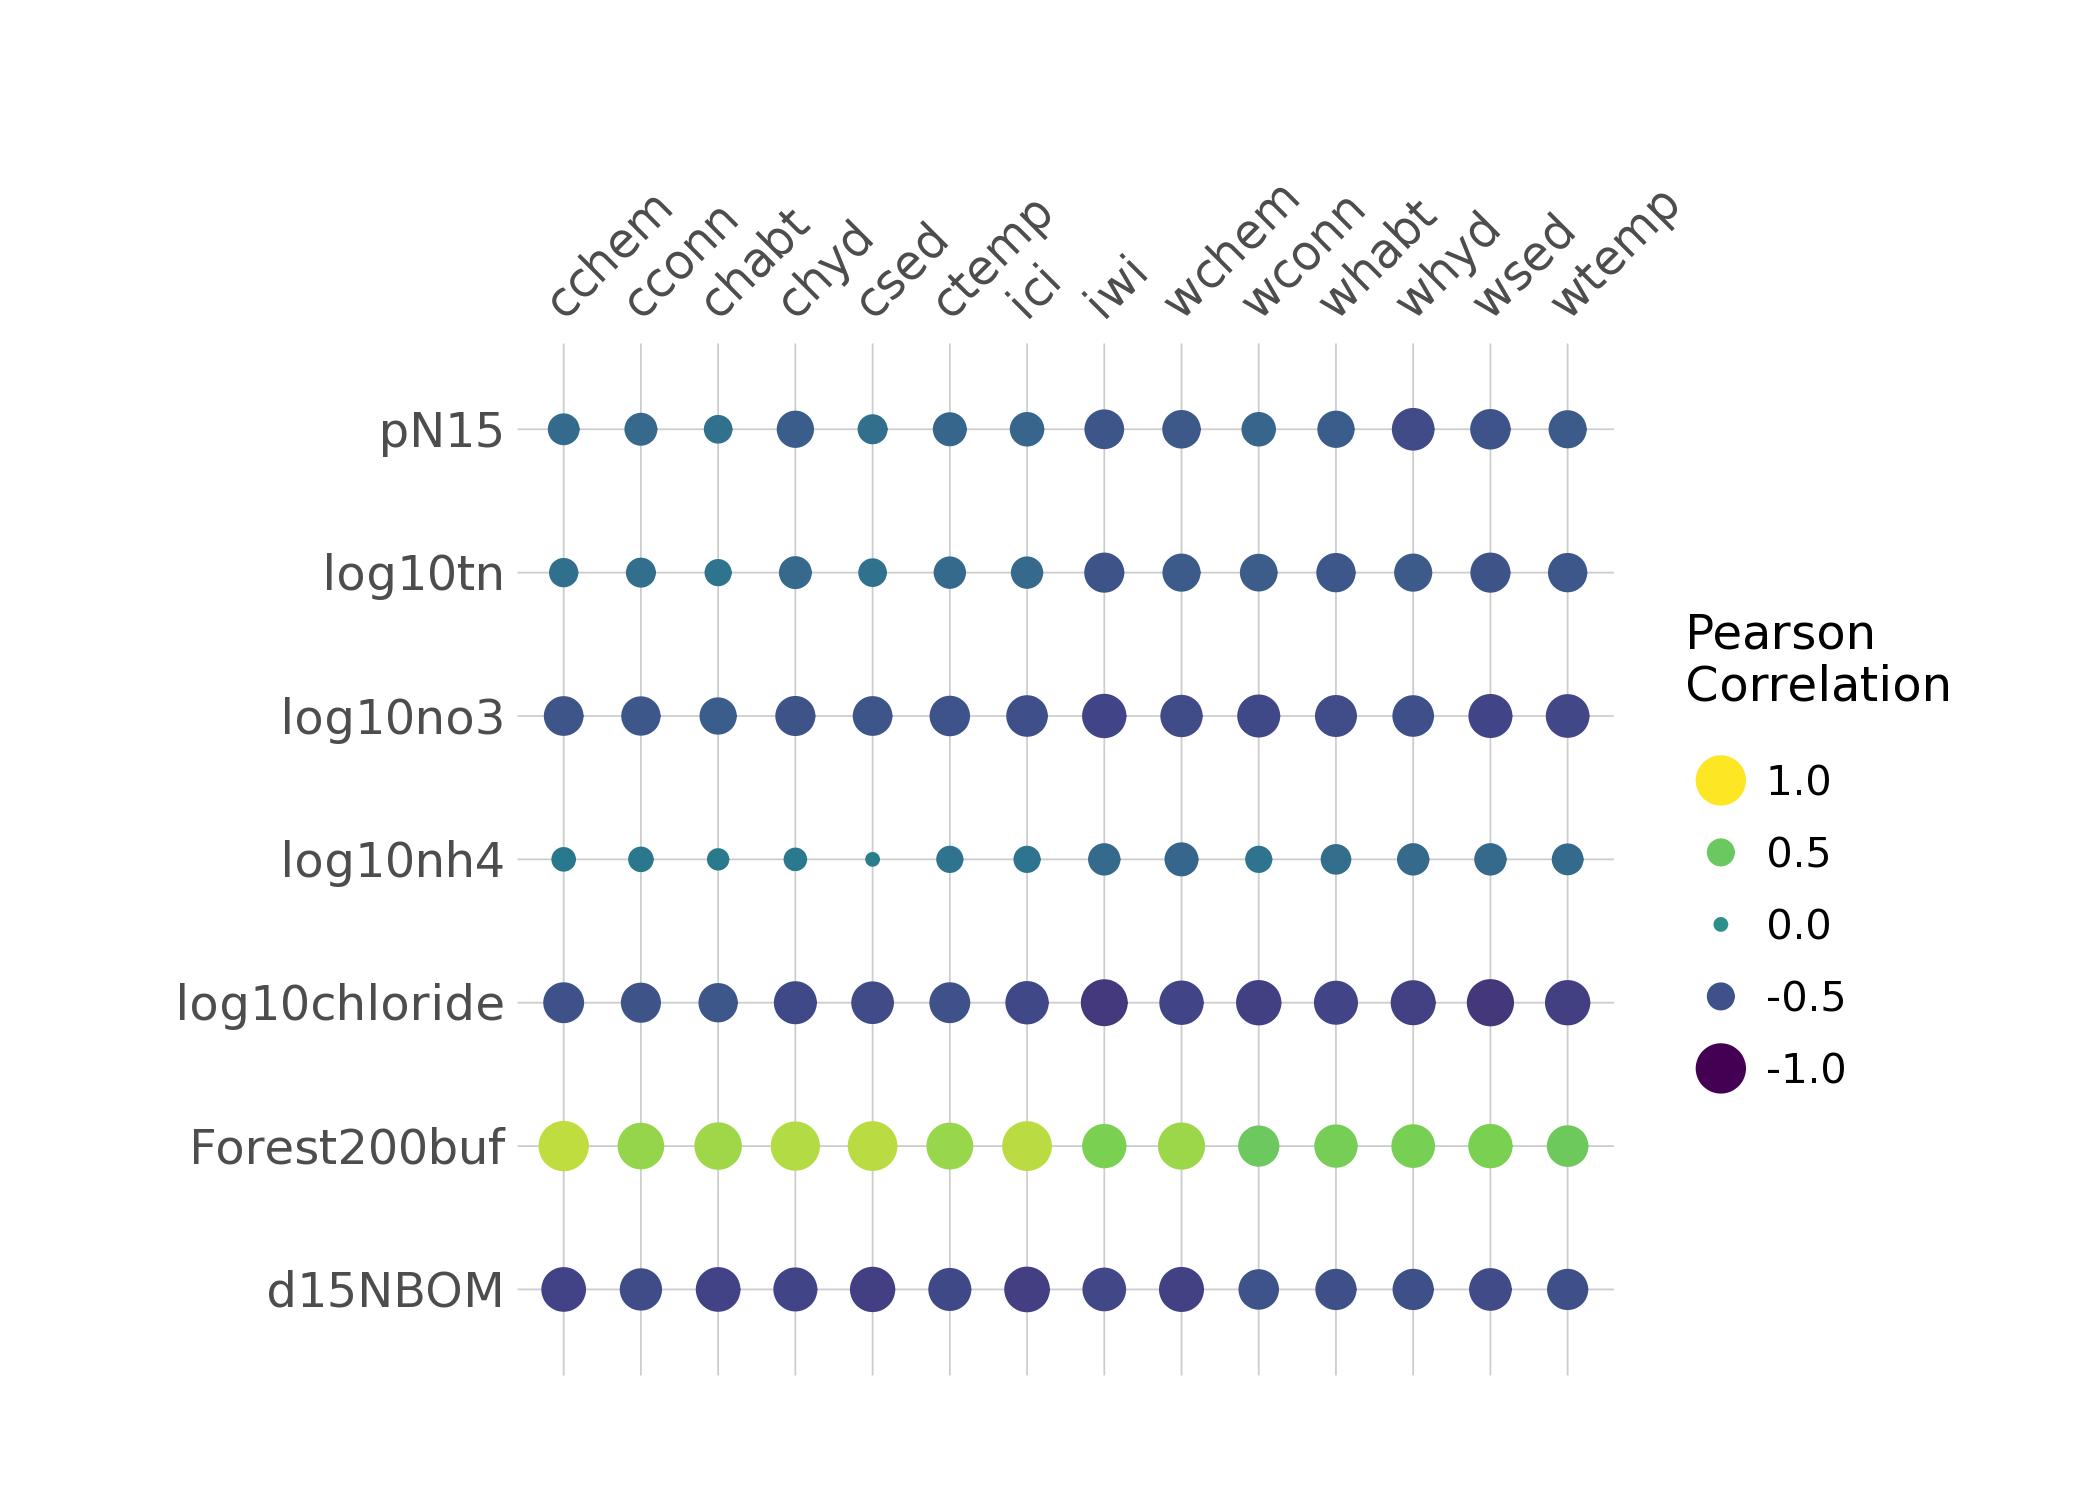 cchem
cconn
chabt
chyd
csed
ctemp
ici
iwi
wchem
wconn
whabt
whyd
wsed
wtemp
pN15
log10tn
log10no3
log10nh4
log10chloride
Forest200buf
d15NBOM
Pearson
Correlation
1.0
0.5
0.0
-0.5
-1.0